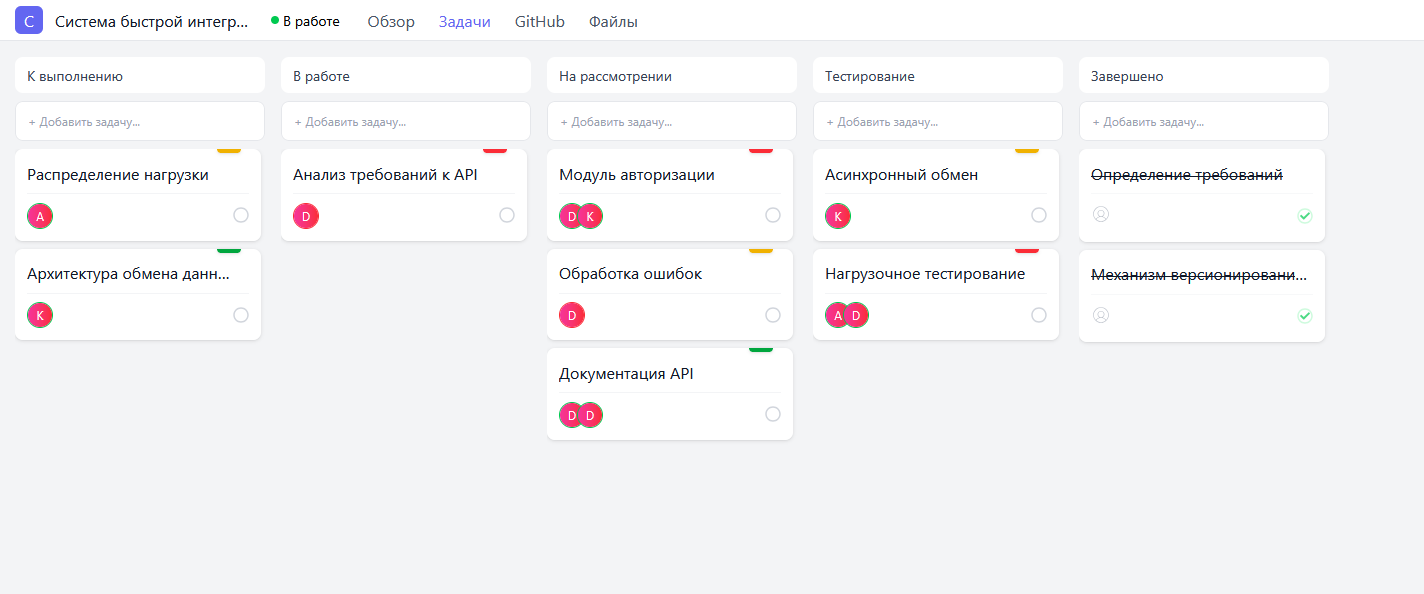 С Система быстрой интегр... В работе Обзор Задачи GitHub Файлы
К выполнению
+ Добавить задачу...
Распределение нагрузки
A
Архитектура обмена данн...
K
В работе
+ Добавить задачу...
Анализ требований к API
D
На рассмотрении
+ Добавить задачу...
Модуль авторизации
D K
Обработка ошибок
D
Документация API
D D
Тестирование
+ Добавить задачу...
Асинхронный обмен
K
Нагрузочное тестирование
A D
Завершено
+ Добавить задачу...
Определение требований
Механизм версионировани...